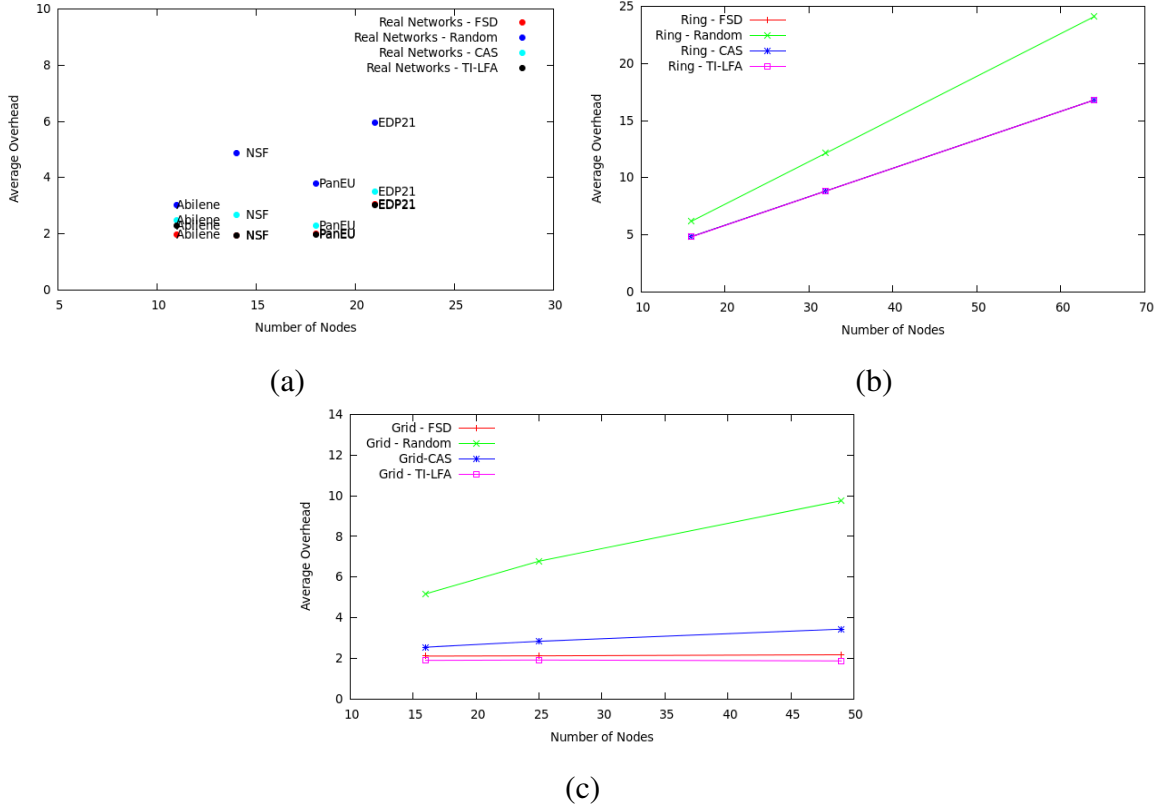 Real Networks - FSD
Real Networks - Random
Real Networks - CAS
Real Networks - TI-LFA
Average Overhead
10
8
6
4
2
0
EDP21
NSF
PanEU
Abilene
EDP21
EDP21
EDP21
NSF
Abilene
Abilene
PanEU
Abilene
NSF
NSF
PanEU
PanEU
5
10
15
20
25
30
Number of Nodes
(a)
Ring - FSD
Ring - Random
Ring - CAS
Ring - TI-LFA
Average Overhead
25
20
15
10
5
0
10
20
30
40
50
60
70
Number of Nodes
(b)
Grid - FSD
Grid - Random
Grid-CAS
Grid - TI-LFA
Average Overhead
14
12
10
8
6
4
2
0
10
15
20
25
30
35
40
45
50
Number of Nodes
(c)